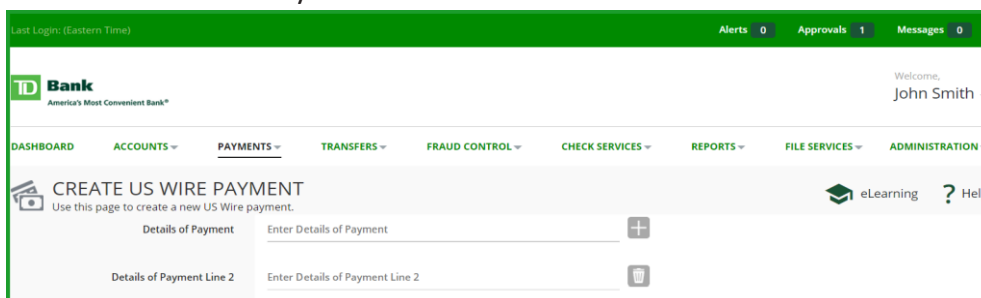 Last Login: (Eastern Time) Alerts 0 Approvals 1 Messages 0
TD Bank
America's Most Convenient Bank®
Welcome,
John Smith
DASHBOARD ACCOUNTS PAYMENTS TRANSFERS FRAUD CONTROL CHECK SERVICES REPORTS FILE SERVICES ADMINISTRATION
CREATE US WIRE PAYMENT
Use this page to create a new US Wire payment.
eLearning ? Hel
Details of Payment Enter Details of Payment
Details of Payment Line 2 Enter Details of Payment Line 2